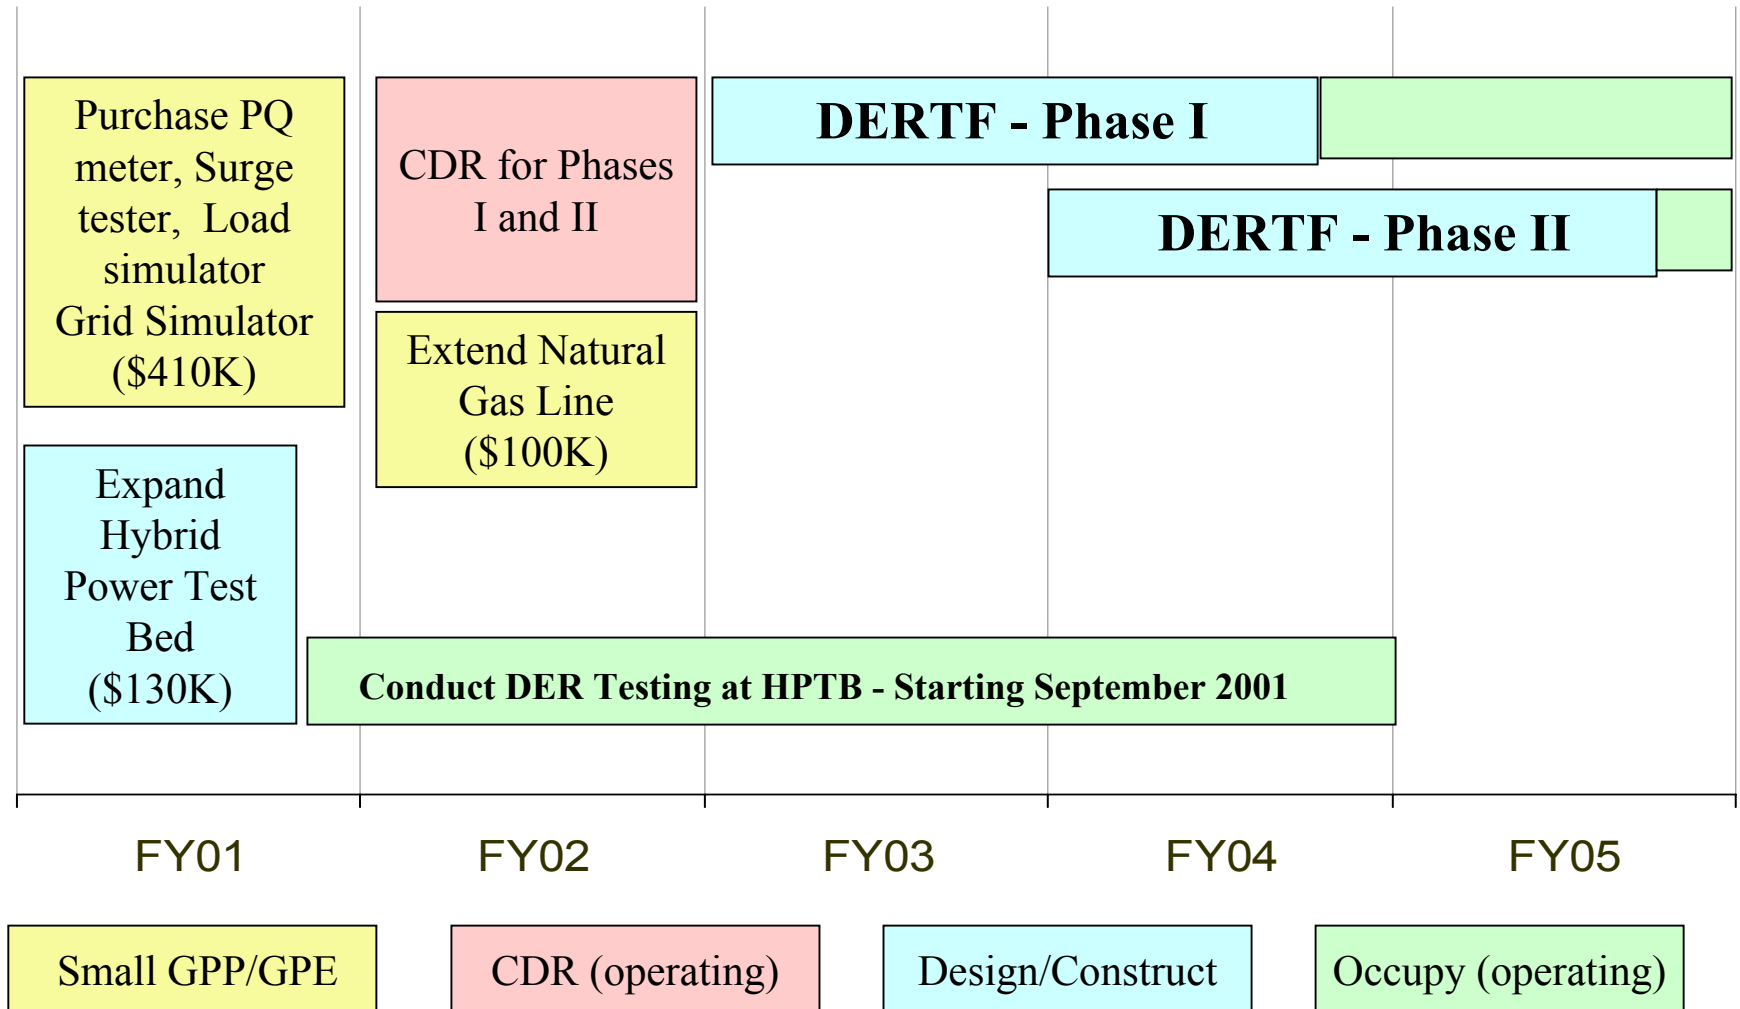 Purchase PQ
meter, Surge
tester, Load
simulator
Grid Simulator
($410K)
CDR for Phases
I and II
DERTF - Phase I
DERTF - Phase II
Extend Natural
Gas Line
($100K)
Expand
Hybrid
Power Test
Bed
($130K)
Conduct DER Testing at HPTB - Starting September 2001
FY01
FY02
FY03
FY04
FY05
Small GPP/GPE
CDR (operating)
Design/Construct
Occupy (operating)